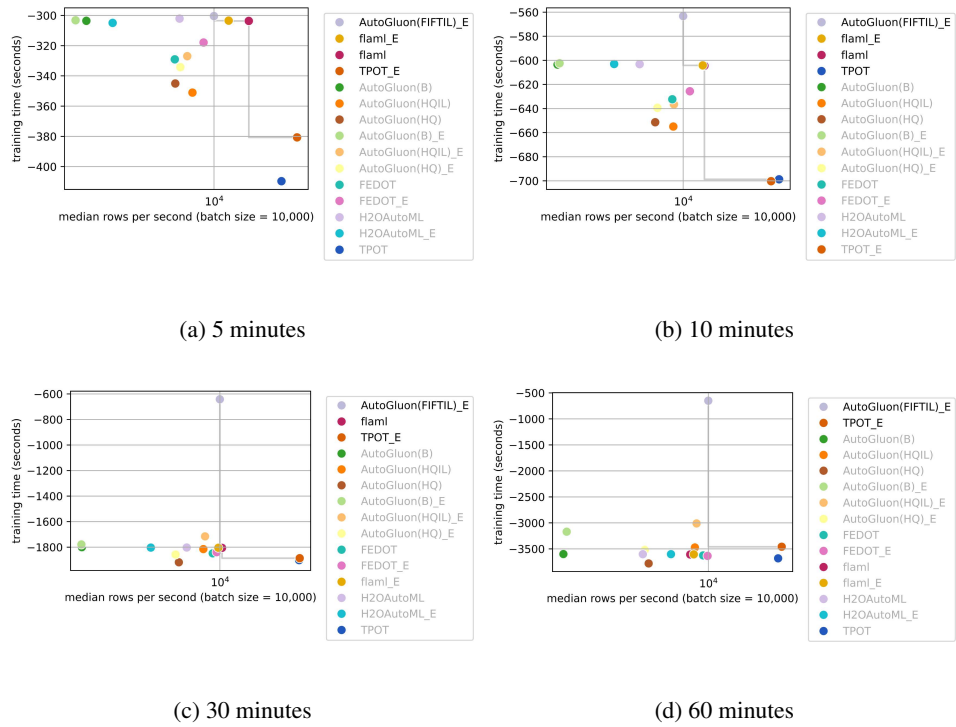 −300
−320
−340
−360
−380
−400
training time (seconds)
10⁴
median rows per second (batch size = 10,000)
AutoGluon(FIFTIL)_E
flaml_E
flaml
TPOT_E
AutoGluon(B)
AutoGluon(HQIL)
AutoGluon(HQ)
AutoGluon(B)_E
AutoGluon(HQIL)_E
AutoGluon(HQ)_E
FEDOT
FEDOT_E
H2OAutoML
H2OAutoML_E
TPOT
(a) 5 minutes
−560
−580
−600
−620
−640
−660
−680
−700
training time (seconds)
10⁴
median rows per second (batch size = 10,000)
AutoGluon(FIFTIL)_E
flaml_E
flaml
TPOT
AutoGluon(B)
AutoGluon(HQIL)
AutoGluon(HQ)
AutoGluon(B)_E
AutoGluon(HQIL)_E
AutoGluon(HQ)_E
FEDOT
FEDOT_E
H2OAutoML
H2OAutoML_E
TPOT_E
(b) 10 minutes
−600
−800
−1000
−1200
−1400
−1600
−1800
training time (seconds)
10⁴
median rows per second (batch size = 10,000)
AutoGluon(FIFTIL)_E
flaml
TPOT_E
AutoGluon(B)
AutoGluon(HQIL)
AutoGluon(HQ)
AutoGluon(B)_E
AutoGluon(HQIL)_E
AutoGluon(HQ)_E
FEDOT
FEDOT_E
flaml_E
H2OAutoML
H2OAutoML_E
TPOT
(c) 30 minutes
−500
−1000
−1500
−2000
−2500
−3000
−3500
training time (seconds)
10⁴
median rows per second (batch size = 10,000)
AutoGluon(FIFTIL)_E
TPOT_E
AutoGluon(B)
AutoGluon(HQIL)
AutoGluon(HQ)
AutoGluon(B)_E
AutoGluon(HQIL)_E
AutoGluon(HQ)_E
FEDOT
FEDOT_E
flaml
flaml_E
H2OAutoML
H2OAutoML_E
TPOT
(d) 60 minutes